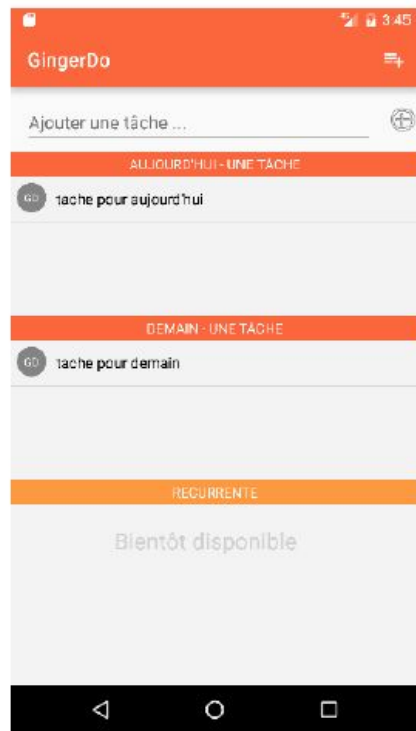 3:45
GingerDo
Ajouter une tâche ...
AUJOURD'HUI - UNE TÂCHE
GD tache pour aujourd'hui
DEMAIN - UNE TÂCHE
GD tache pour demain
RECURRENTE
Bientôt disponible